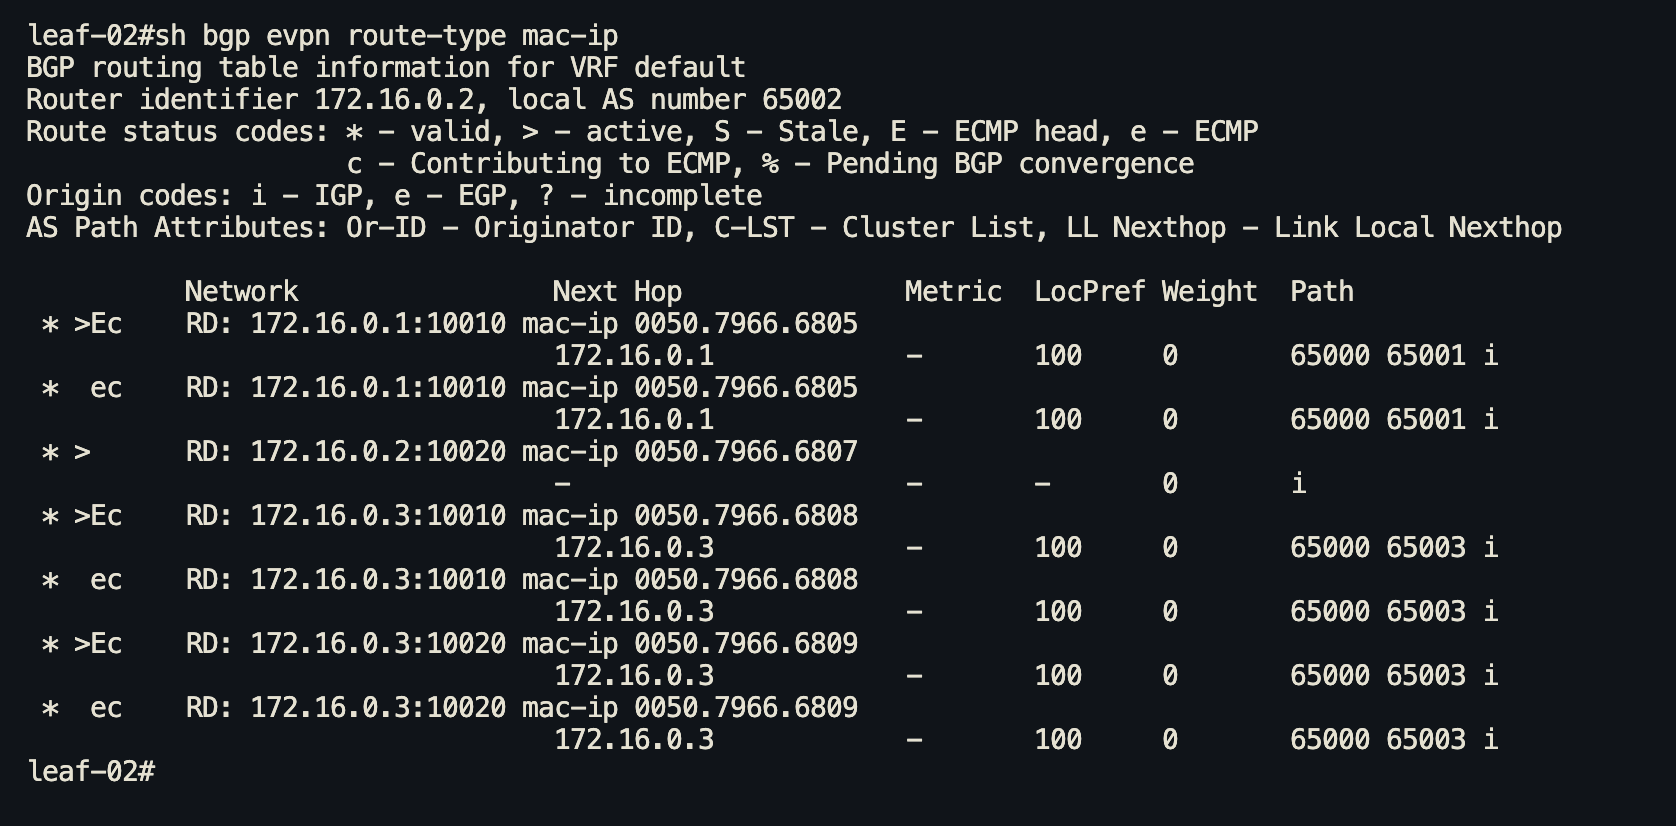 leaf-02#sh bgp evpn route-type mac-ip
BGP routing table information for VRF default
Router identifier 172.16.0.2, local AS number 65002
Route status codes: * - valid, > - active, S - Stale, E - ECMP head, e - ECMP
                    c - Contributing to ECMP, % - Pending BGP convergence
Origin codes: i - IGP, e - EGP, ? - incomplete
AS Path Attributes: Or-ID - Originator ID, C-LST - Cluster List, LL Nexthop - Link Local Nexthop

          Network                Next Hop              Metric  LocPref Weight  Path
 * >Ec    RD: 172.16.0.1:10010 mac-ip 0050.7966.6805
                                 172.16.0.1            -       100     0       65000 65001 i
 *  ec    RD: 172.16.0.1:10010 mac-ip 0050.7966.6805
                                 172.16.0.1            -       100     0       65000 65001 i
 * >      RD: 172.16.0.2:10020 mac-ip 0050.7966.6807
                                 -                     -       -       0       i
 * >Ec    RD: 172.16.0.3:10010 mac-ip 0050.7966.6808
                                 172.16.0.3            -       100     0       65000 65003 i
 *  ec    RD: 172.16.0.3:10010 mac-ip 0050.7966.6808
                                 172.16.0.3            -       100     0       65000 65003 i
 * >Ec    RD: 172.16.0.3:10020 mac-ip 0050.7966.6809
                                 172.16.0.3            -       100     0       65000 65003 i
 *  ec    RD: 172.16.0.3:10020 mac-ip 0050.7966.6809
                                 172.16.0.3            -       100     0       65000 65003 i
leaf-02#